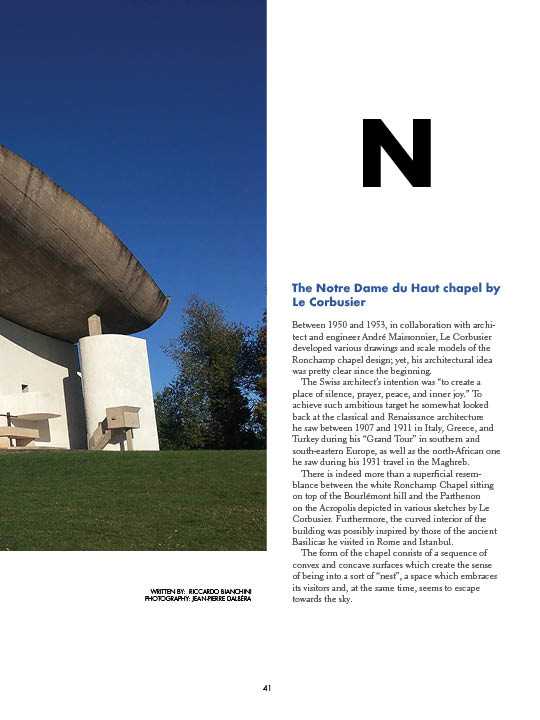 N
The Notre Dame du Haut chapel by
Le Corbusier
Between 1950 and 1953, in collaboration with archi-
tect and engineer André Maissonnier, Le Corbusier
developed various drawings and scale models of the
Ronchamp chapel design; yet, his architectural idea
was pretty clear since the beginning.
The Swiss architect's intention was “to create a
place of silence, prayer, peace, and inner joy.” To
achieve such ambitious target he somewhat looked
back at the classical and Renaissance architecture
he saw between 1907 and 1911 in Italy, Greece, and
Turkey during his “Grand Tour” in southern and
south-eastern Europe, as well as the north-African one
he saw during his 1931 travel in the Maghreb.
There is indeed more than a superficial resem-
blance between the white Ronchamp Chapel sitting
on top of the Bourlémont hill and the Parthenon
on the Acropolis depicted in various sketches by Le
Corbusier. Furthermore, the curved interior of the
building was possibly inspired by those of the ancient
Basilicas he visited in Rome and Istanbul.
The form of the chapel consists of a sequence of
convex and concave surfaces which create the sense
of being into a sort of “nest”, a space which embraces
its visitors and, at the same time, seems to escape
towards the sky.
WRITTEN BY: RICCARDO BIANCHINI
PHOTOGRAPHY: JEAN-PIERRE DALBÉRA
41